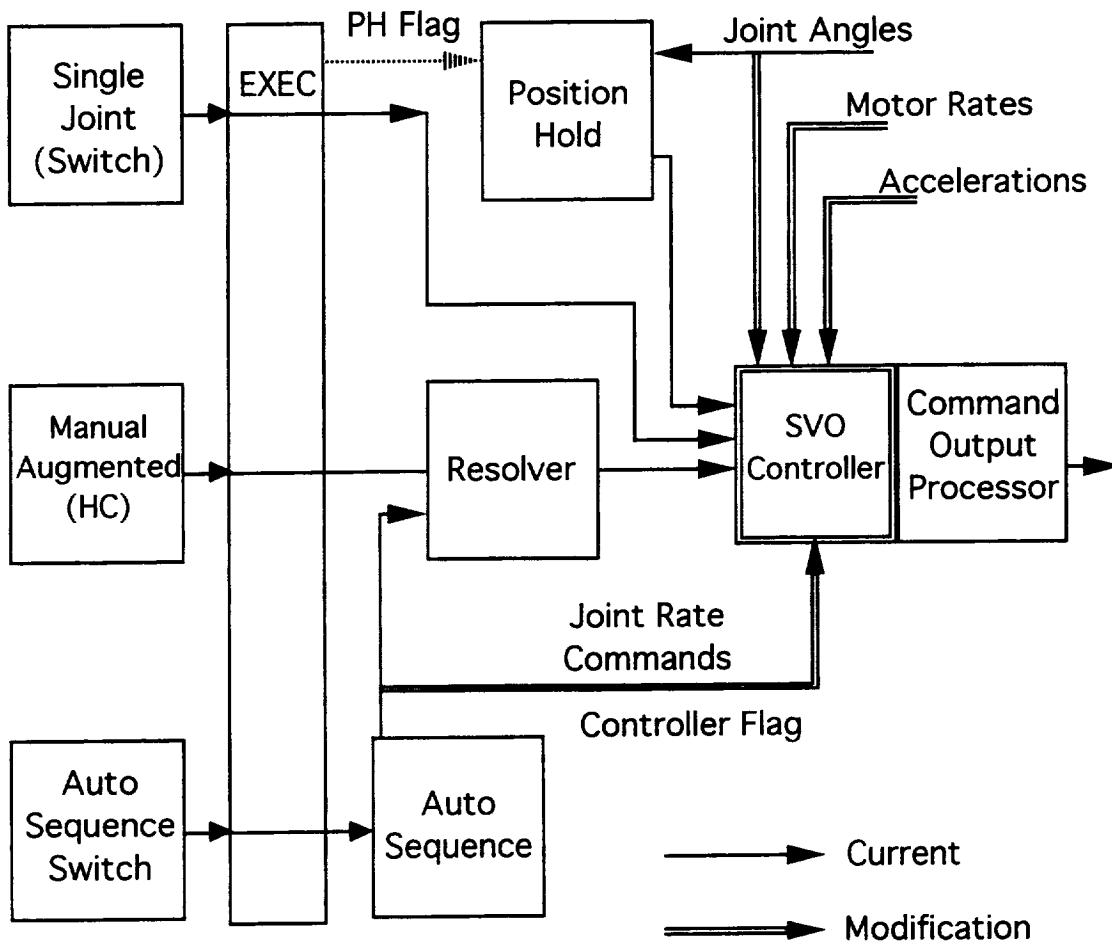 PH Flag
Joint Angles
Single
Joint
(Switch)
EXEC
Position
Hold
Motor Rates
Accelerations
Manual
Augmented
(HC)
Resolver
SVO
Controller
Command
Output
Processor
Joint Rate
Commands
Controller Flag
Auto
Sequence
Switch
Auto
Sequence
Current
Modification